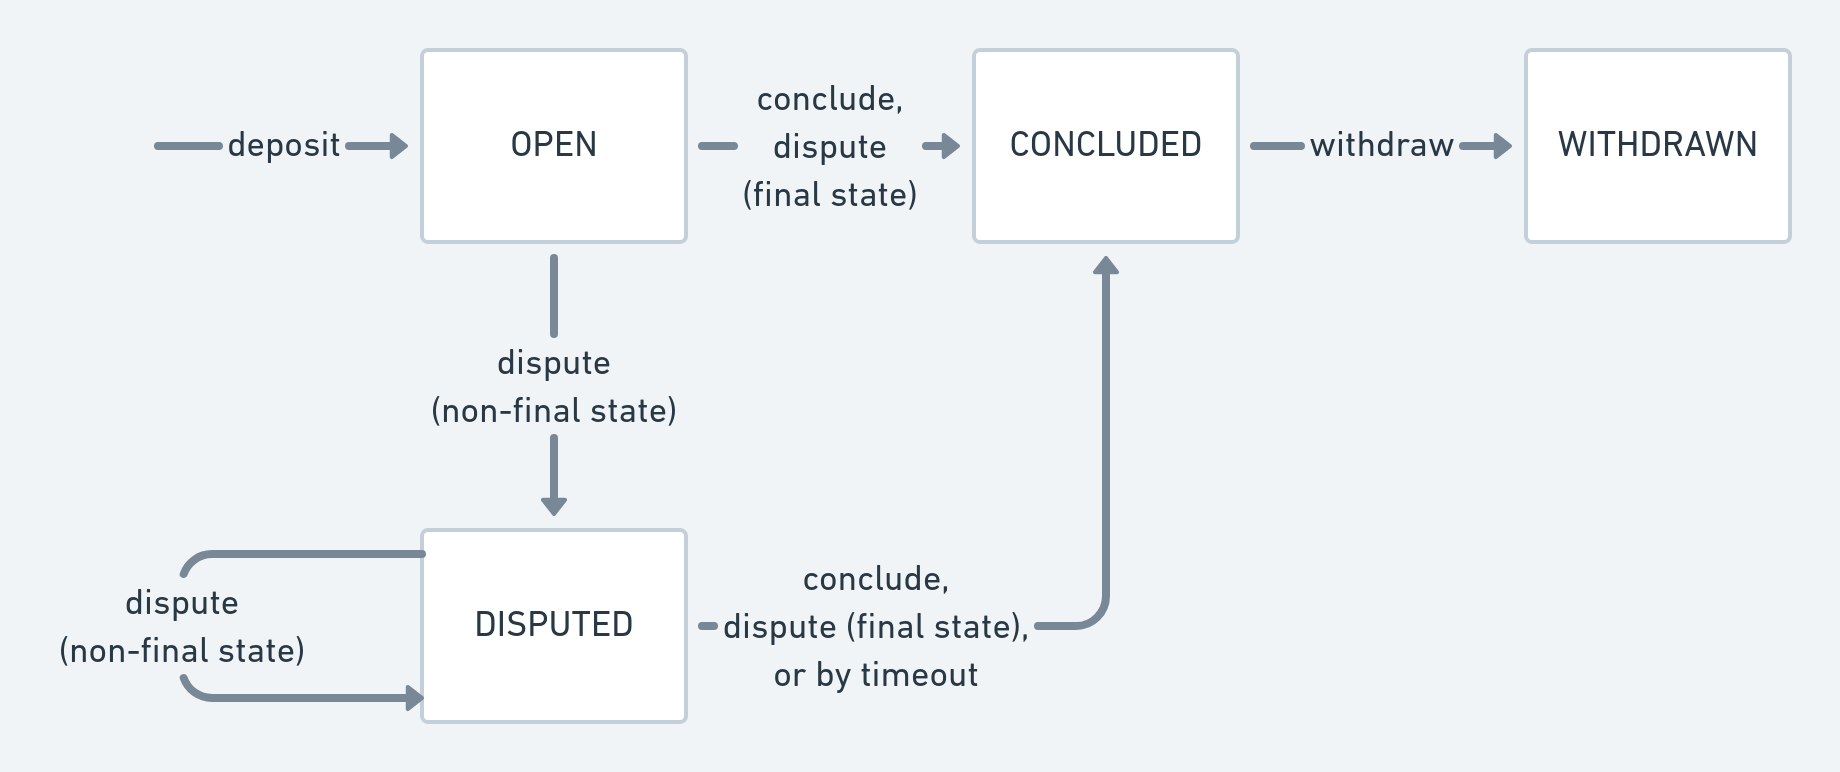 deposit
OPEN
conclude,
dispute
(final state)
CONCLUDED
withdraw
WITHDRAWN
dispute
(non-final state)
dispute
(non-final state)
DISPUTED
conclude,
dispute (final state),
or by timeout